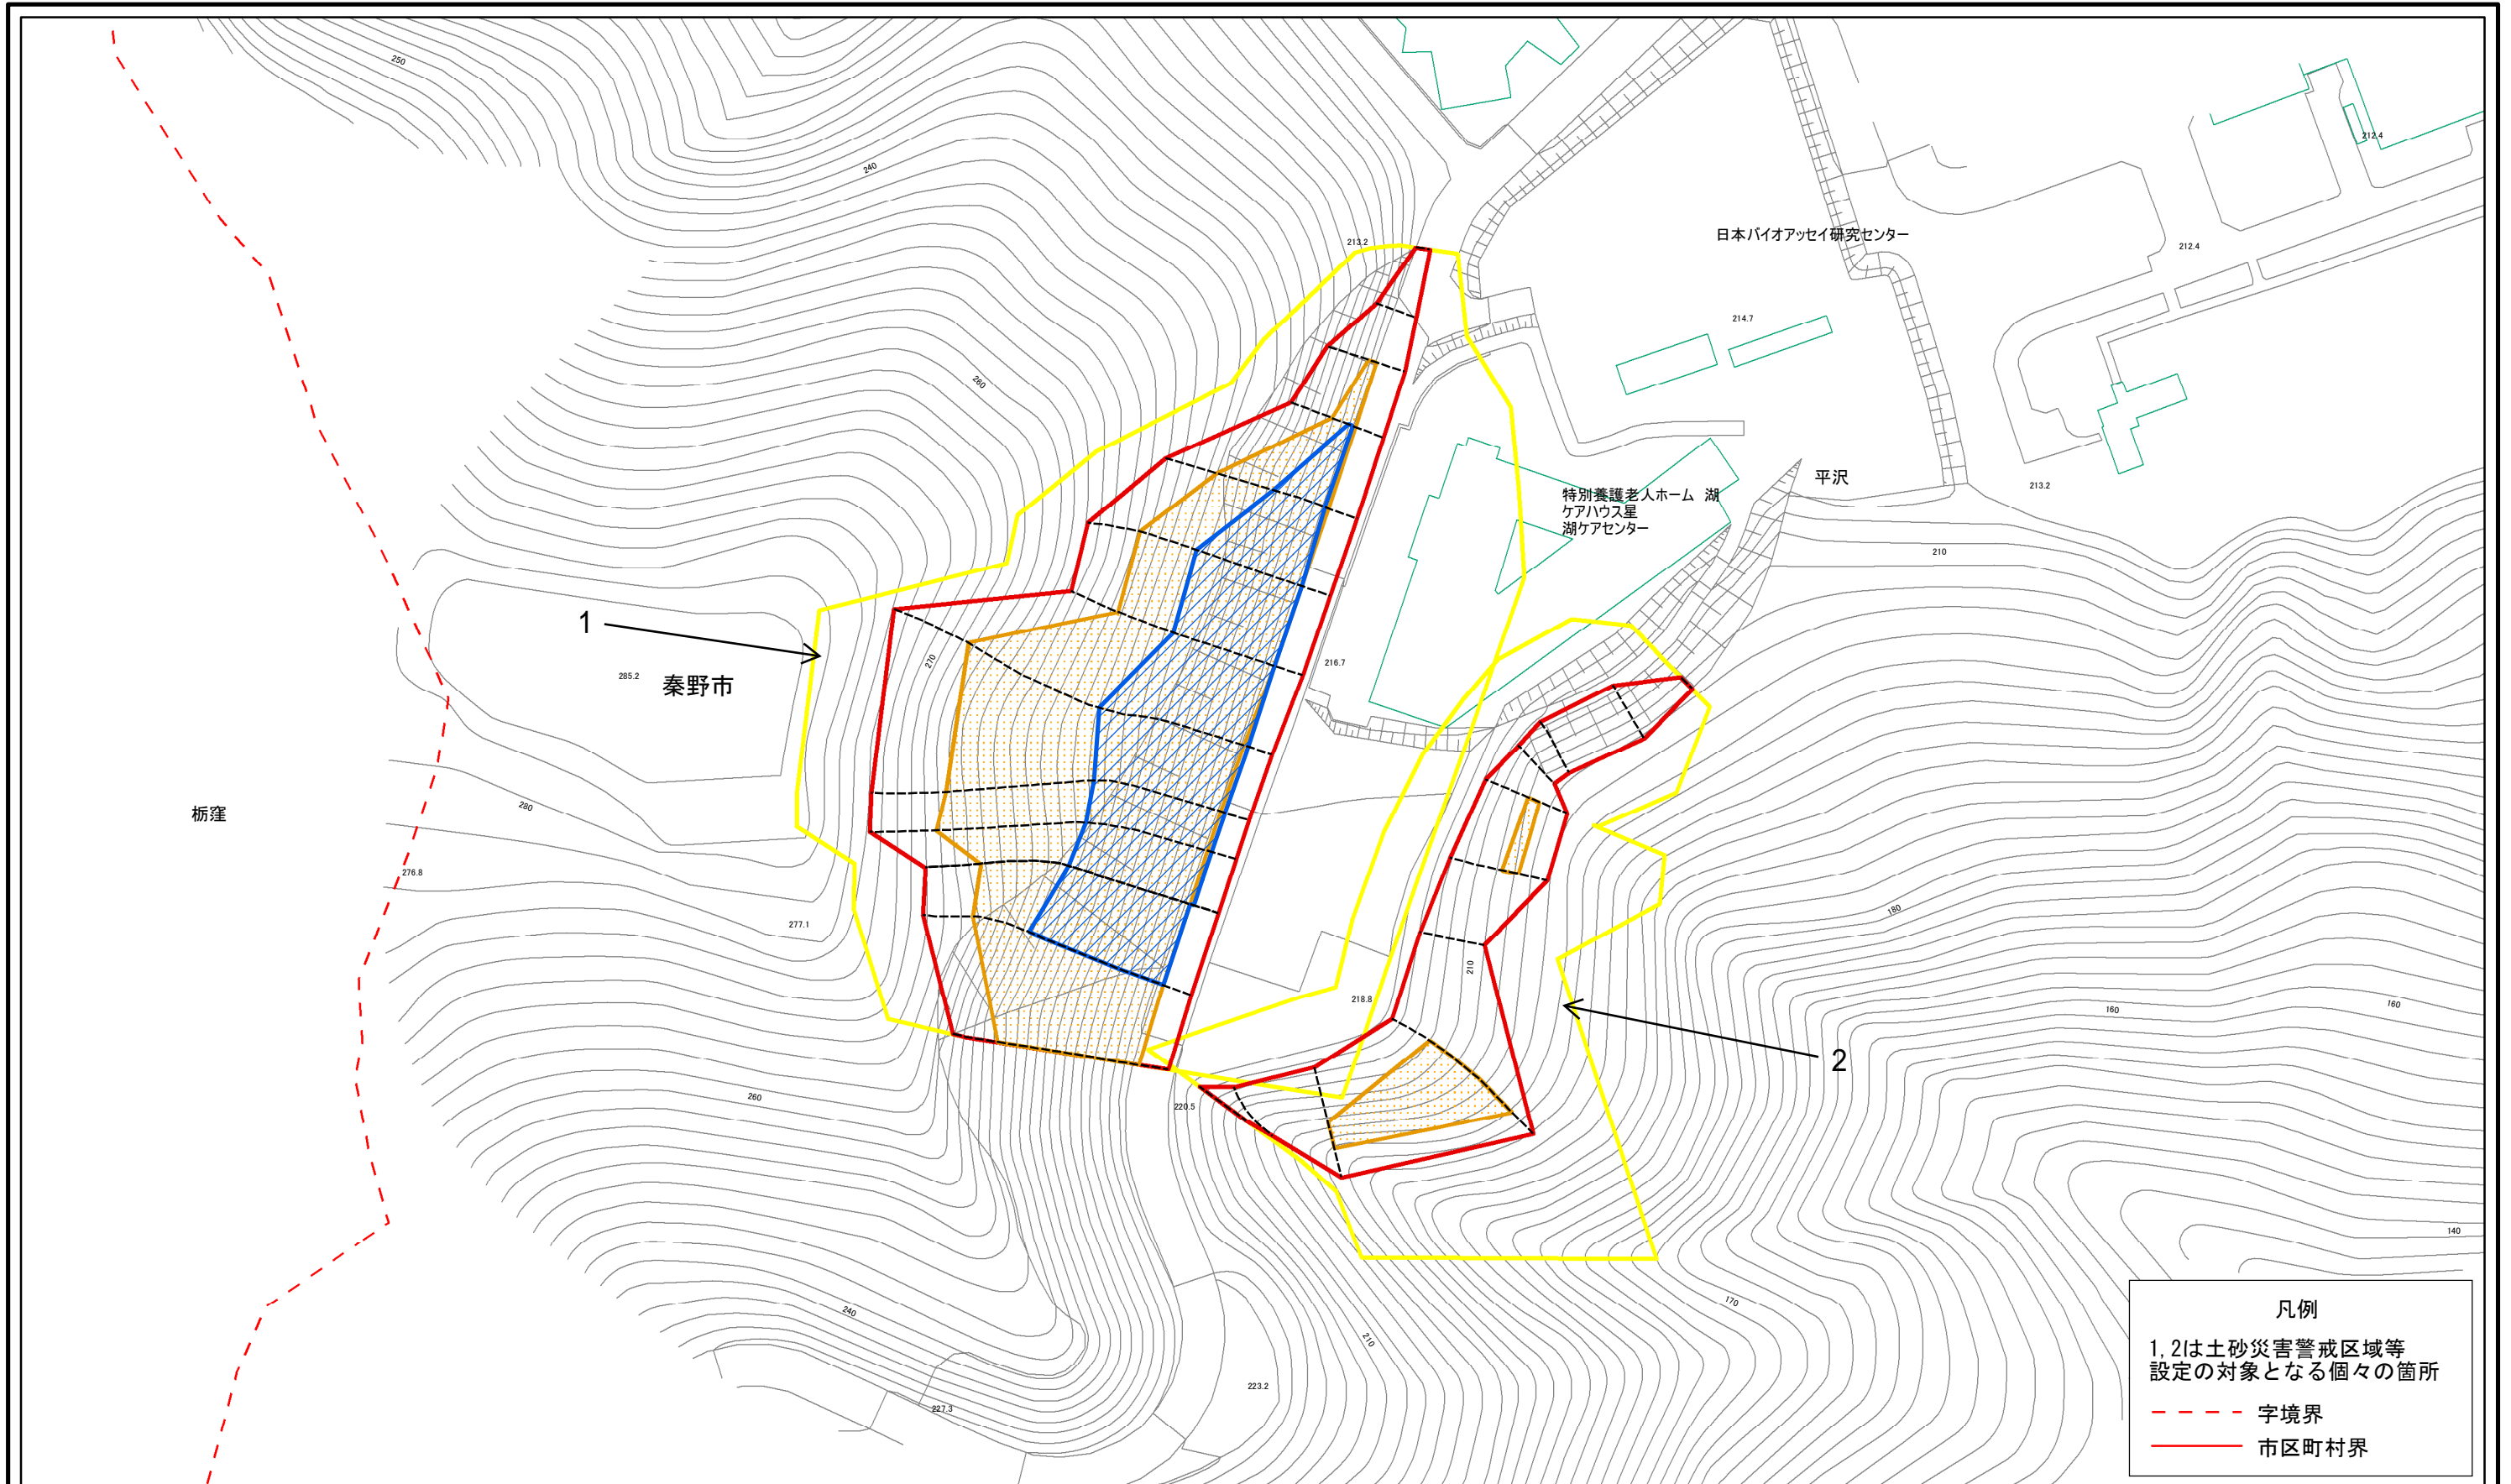 250
240
213.2
日本バイオアッセイ研究センター
212.4
212.4
214.7
260
平沢
213.2
特別養護老人ホーム 湖
ケアハウス星
湖ケアセンター
210
1
270
216.7
285.2
秦野市
280
栃窪
276.8
277.1
180
210
218.8
160
160
2
260
220.5
140
170
240
210
223.2
227.3
凡例
1,2は土砂災害警戒区域等
設定の対象となる個々の箇所
字境界
市区町村界